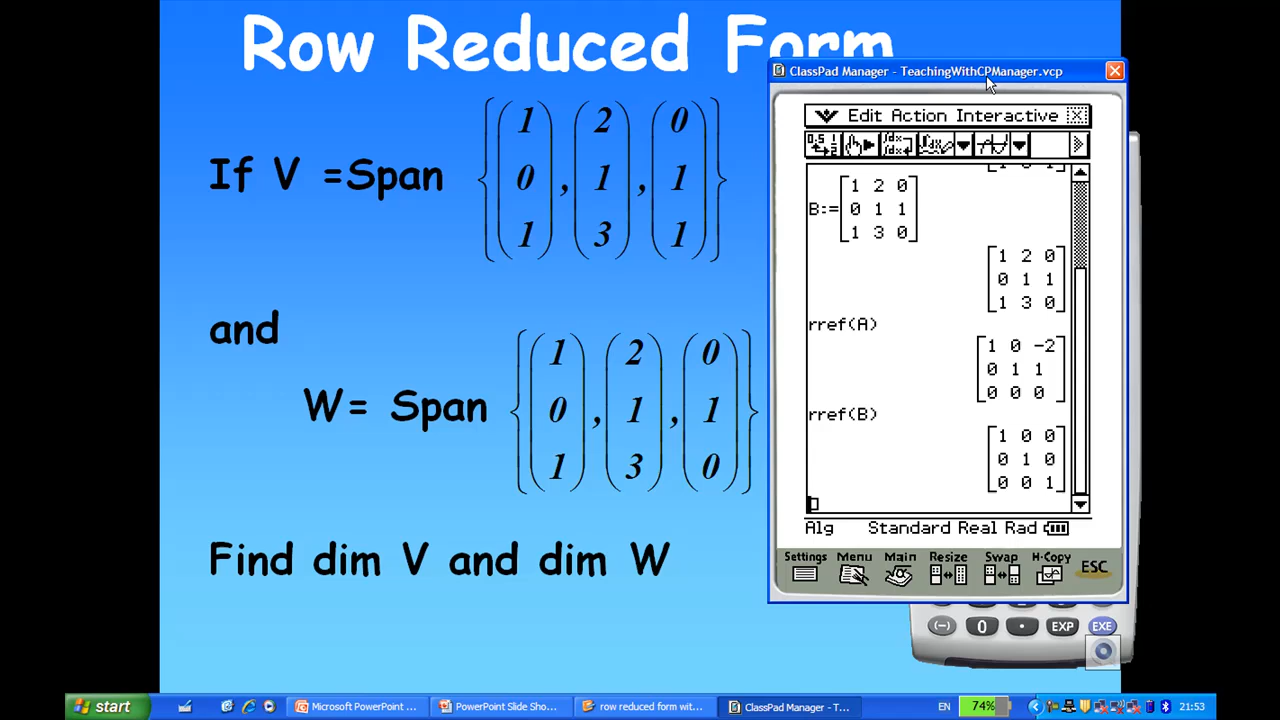 Row Reduced Form
If V =Span { ( 1 0 1 ) , ( 2 1 3 ) , ( 0 1 1 ) }
and
W= Span { ( 1 0 1 ) , ( 2 1 3 ) , ( 0 1 0 ) }
Find dim V and dim W
ClassPad Manager - TeachingWithCPManager.vcp
Edit Action Interactive
B:= [ 1 2 0
0 1 1
1 3 0 ]
[ 1 2 0
0 1 1
1 3 0 ]
rref(A)
[ 1 0 -2
0 1 1
0 0 0 ]
rref(B)
[ 1 0 0
0 1 0
0 0 1 ]
Alg Standard Real Rad
Settings Menu Main Resize Swap H·Copy ESC
(-) 0 · EXP EXE
start Microsoft PowerPoint ... PowerPoint Slide Sho... row reduced form wit... ClassPad Manager - T... EN 74% 21:53